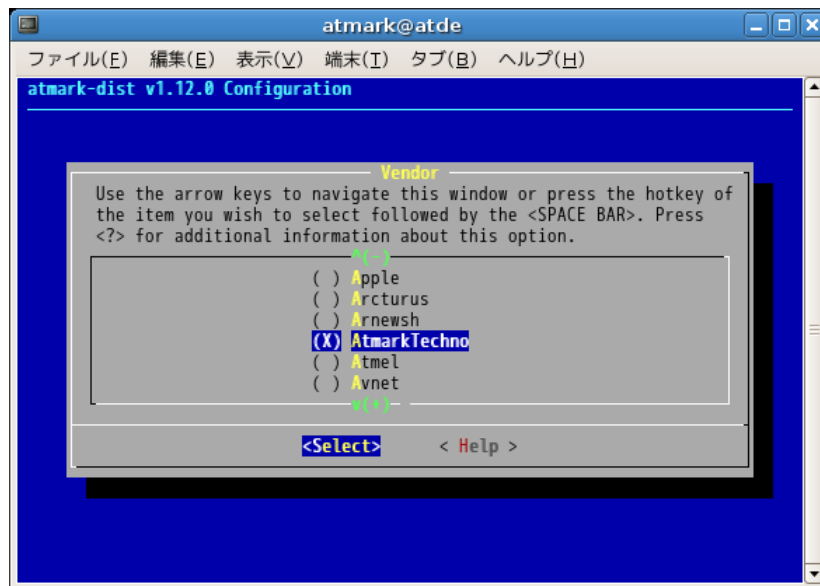 atmark@atde
ファイル(F) 編集(E) 表示(V) 端末(T) タブ(B) ヘルプ(H)
atmark-dist v1.12.0 Configuration
Vendor
Use the arrow keys to navigate this window or press the hotkey of
the item you wish to select followed by the <SPACE BAR>. Press
<?> for additional information about this option.
^(-)
( ) Apple
( ) Arcturus
( ) Arnewsh
(X) AtmarkTechno
( ) Atmel
( ) Avnet
v(+)
<Select> < Help >